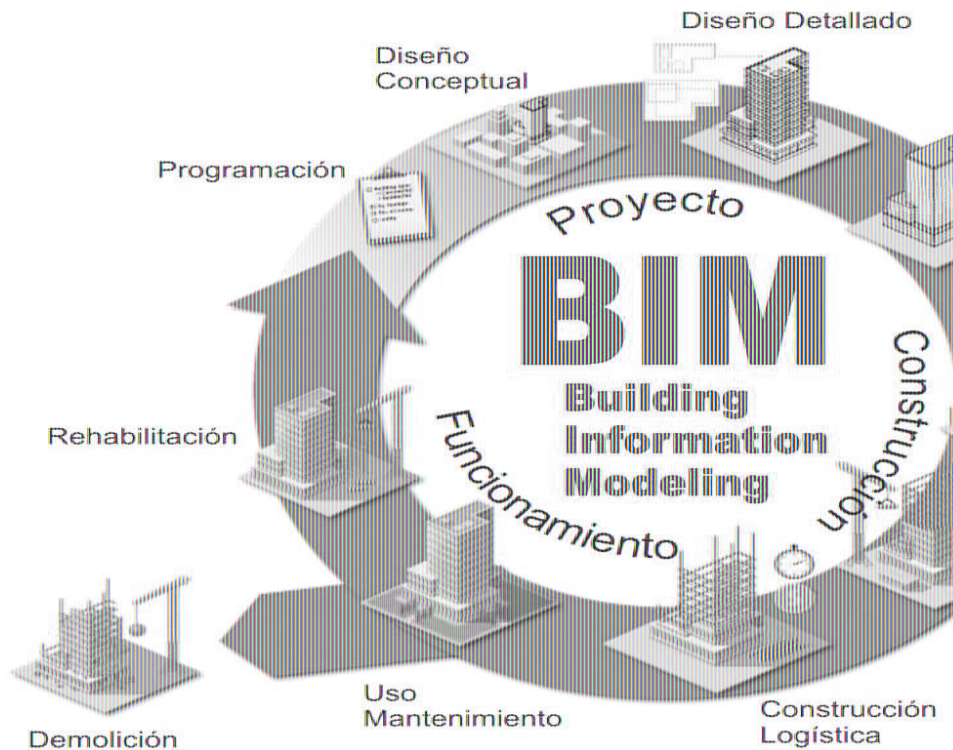 Diseño Detallado
Diseño
Conceptual
Programación
Proyecto
BIM
Building
Information
Modeling
Construcción
Funcionamiento
Rehabilitación
Uso
Mantenimiento
Construcción
Logística
Demolición